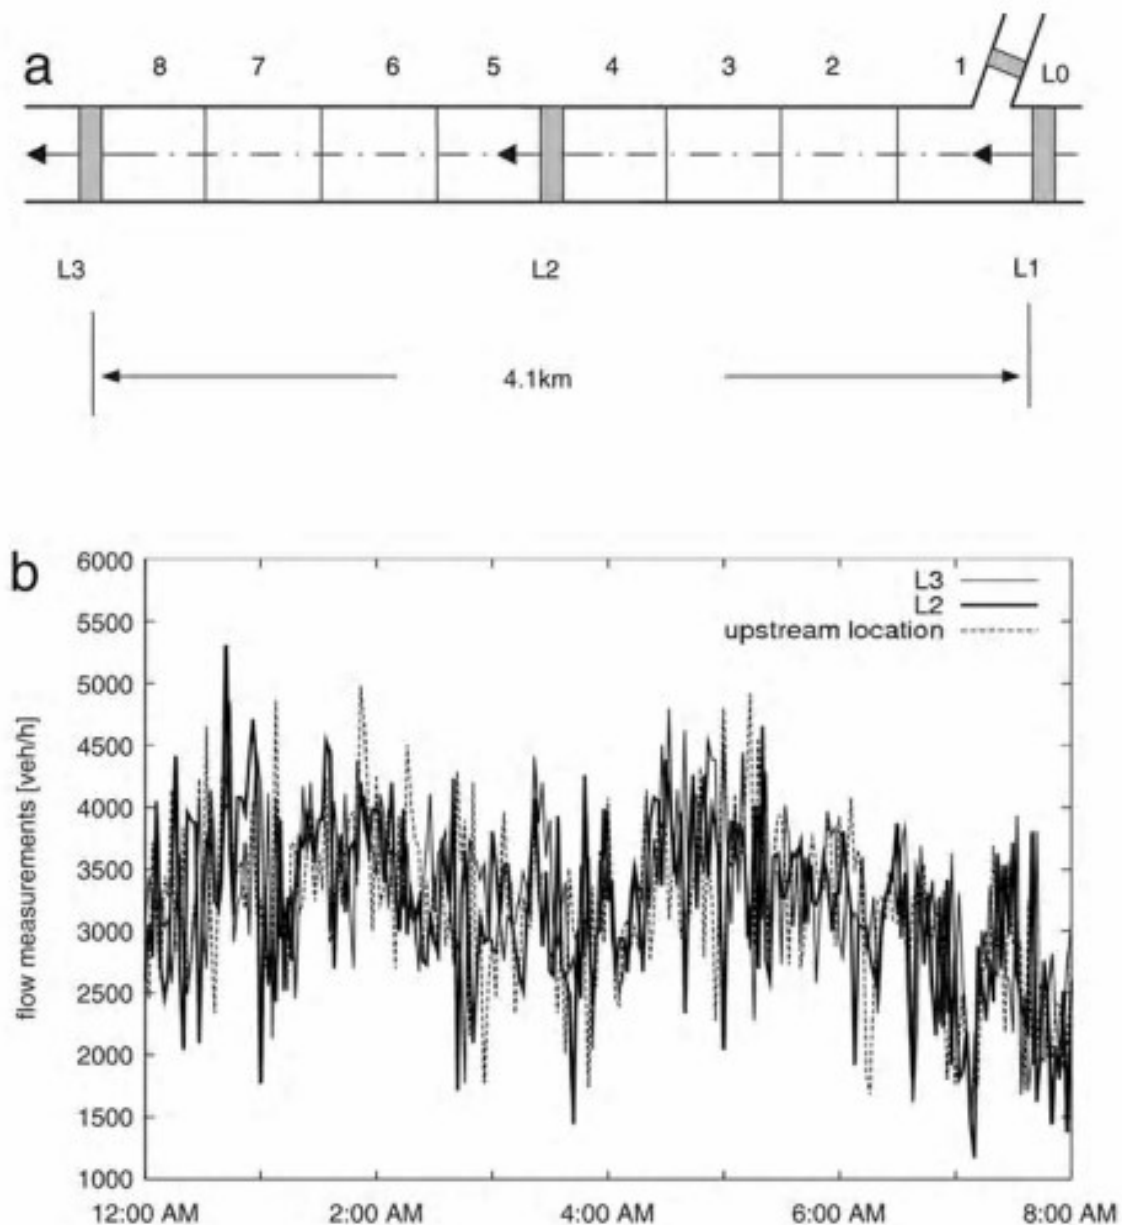 a 8 7 6 5 4 3 2 1 L0
L3 L2 L1
4.1km
b
6000
5500
5000
4500
4000
3500
3000
2500
2000
1500
1000
flow measurements [veh/h]
L3
L2
upstream location
12:00 AM 2:00 AM 4:00 AM 6:00 AM 8:00 AM